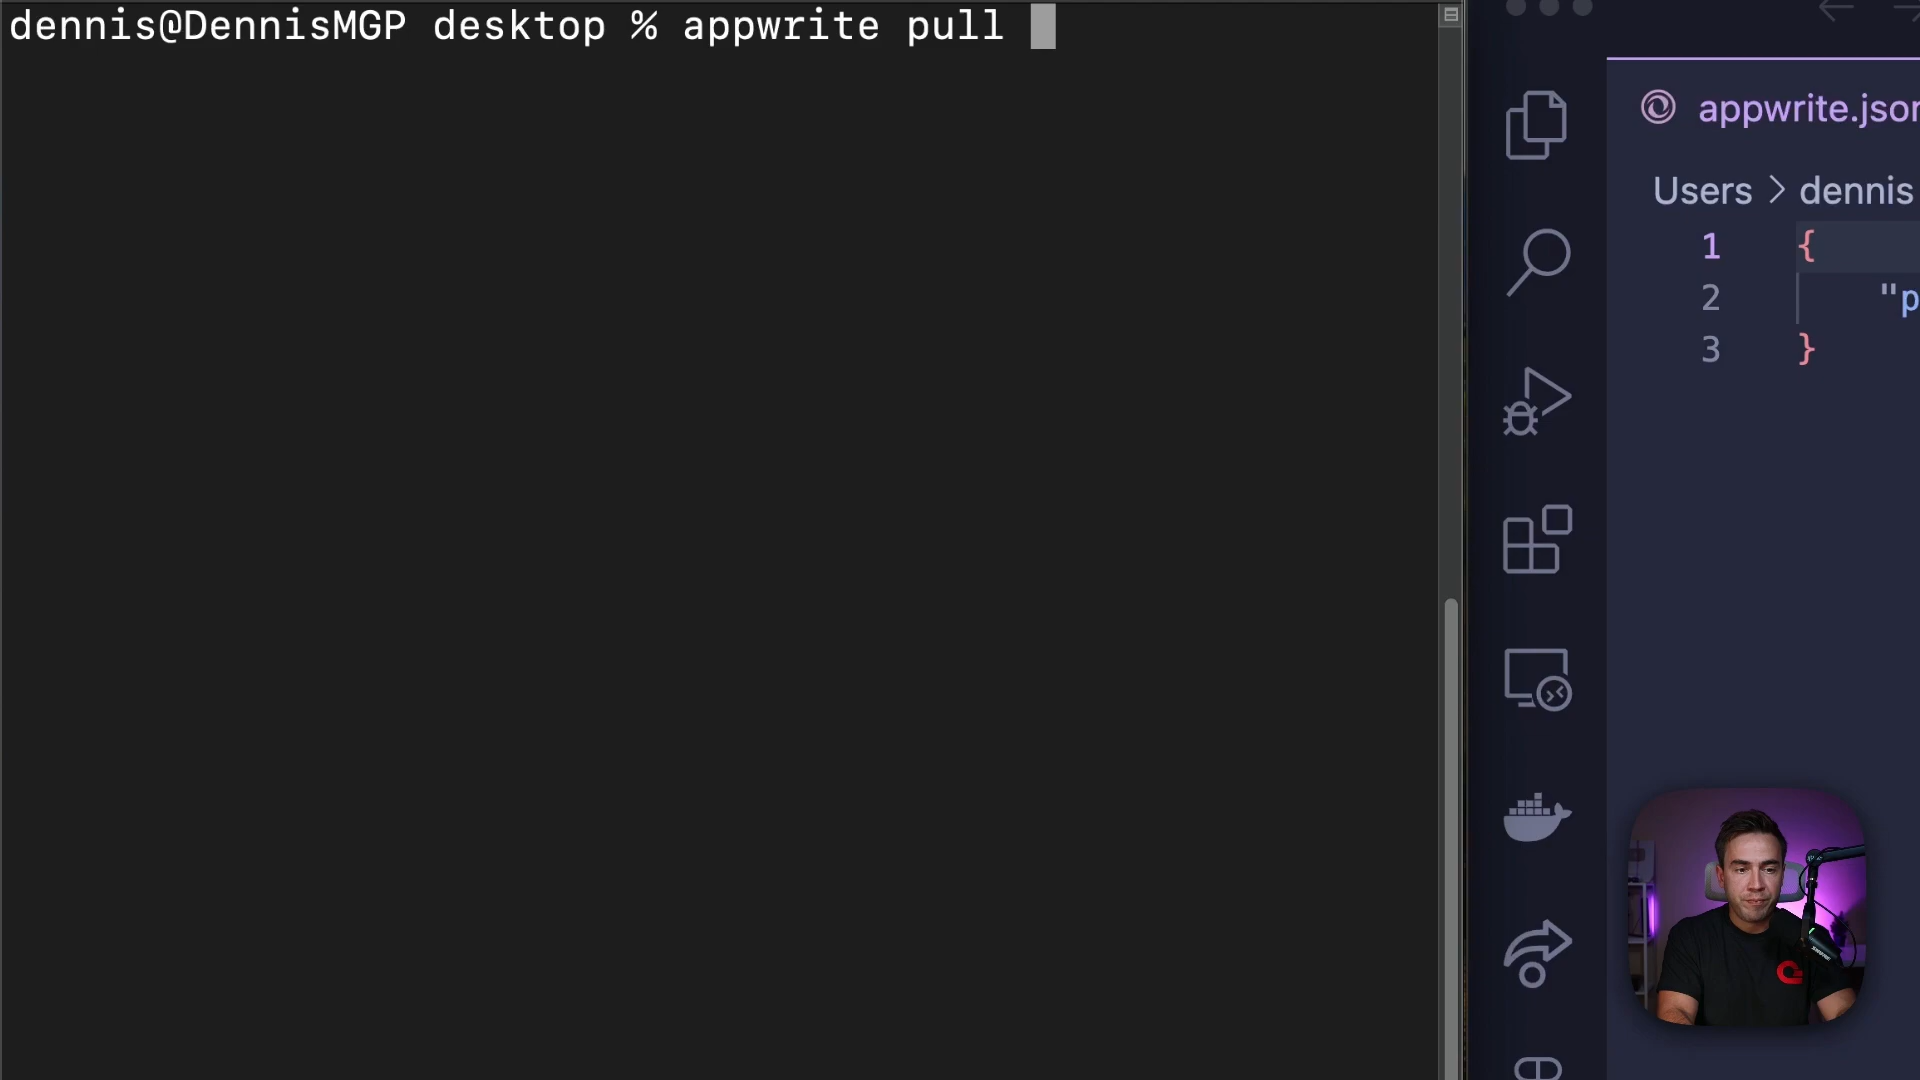 dennis@DennisMGP desktop % appwrite pull
appwrite.json
Users > dennis
1 {
2 "p
3 }